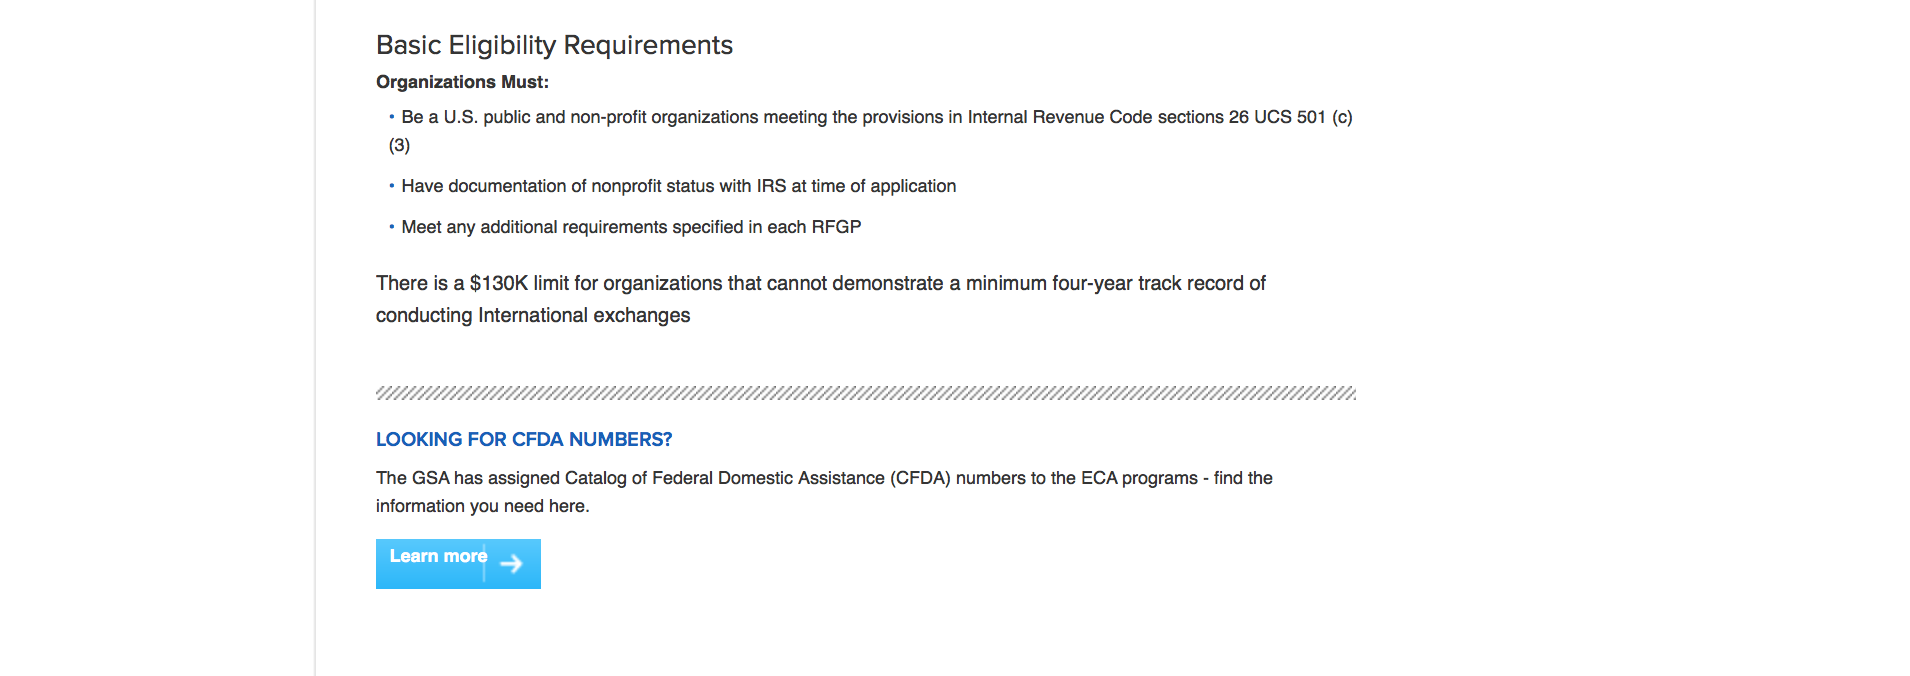 Basic Eligibility Requirements
Organizations Must:
• Be a U.S. public and non-profit organizations meeting the provisions in Internal Revenue Code sections 26 UCS 501 (c)
(3)
• Have documentation of nonprofit status with IRS at time of application
• Meet any additional requirements specified in each RFGP
There is a $130K limit for organizations that cannot demonstrate a minimum four-year track record of
conducting International exchanges
LOOKING FOR CFDA NUMBERS?
The GSA has assigned Catalog of Federal Domestic Assistance (CFDA) numbers to the ECA programs - find the
information you need here.
Learn more